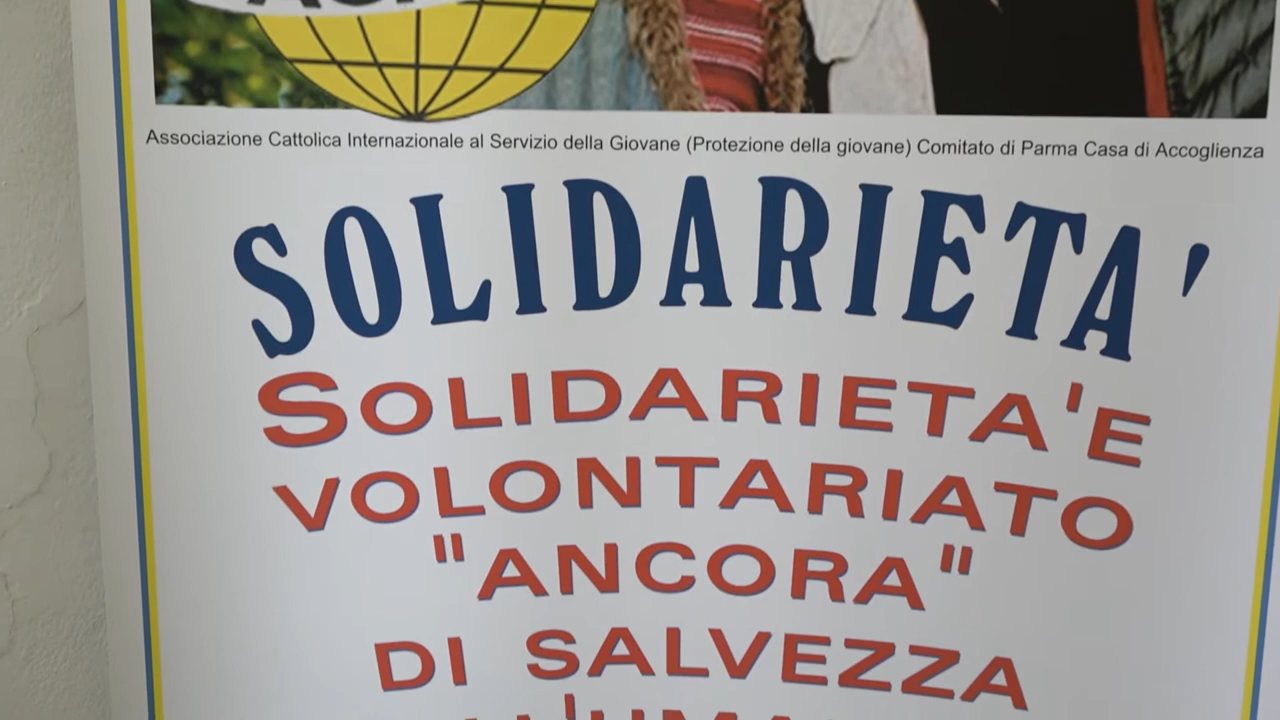 Associazione Cattolica Internazionale al Servizio della Giovane (Protezione della giovane) Comitato di Parma Casa di Accoglienza
SOLIDARIETA'
SOLIDARIETA'E
VOLONTARIATO
"ANCORA"
DI SALVEZZA